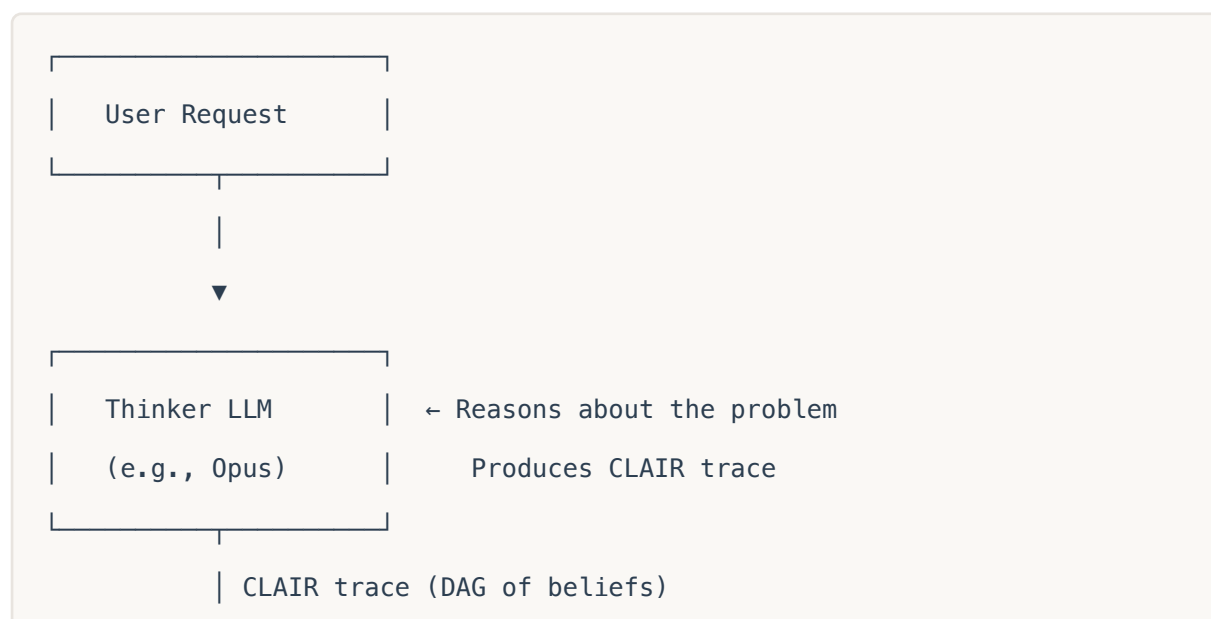 User Request
Thinker LLM ← Reasons about the problem
(e.g., Opus) Produces CLAIR trace
CLAIR trace (DAG of beliefs)